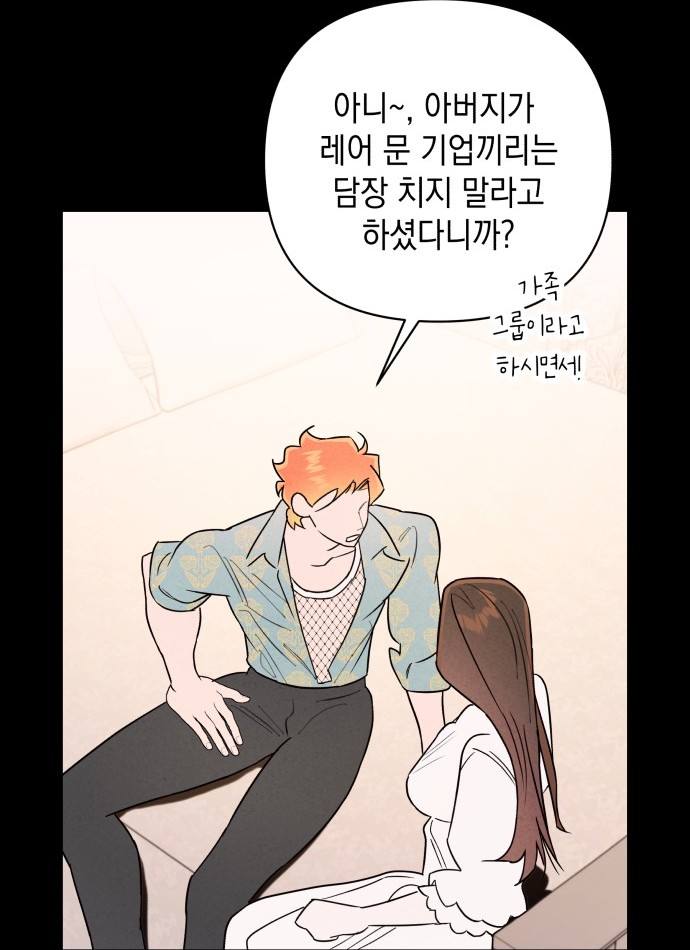 아니~, 아버지가
레어 문 기업끼리는
담장 치지 말라고
하셨다니까?
가족
그룹이라고
하시면세!